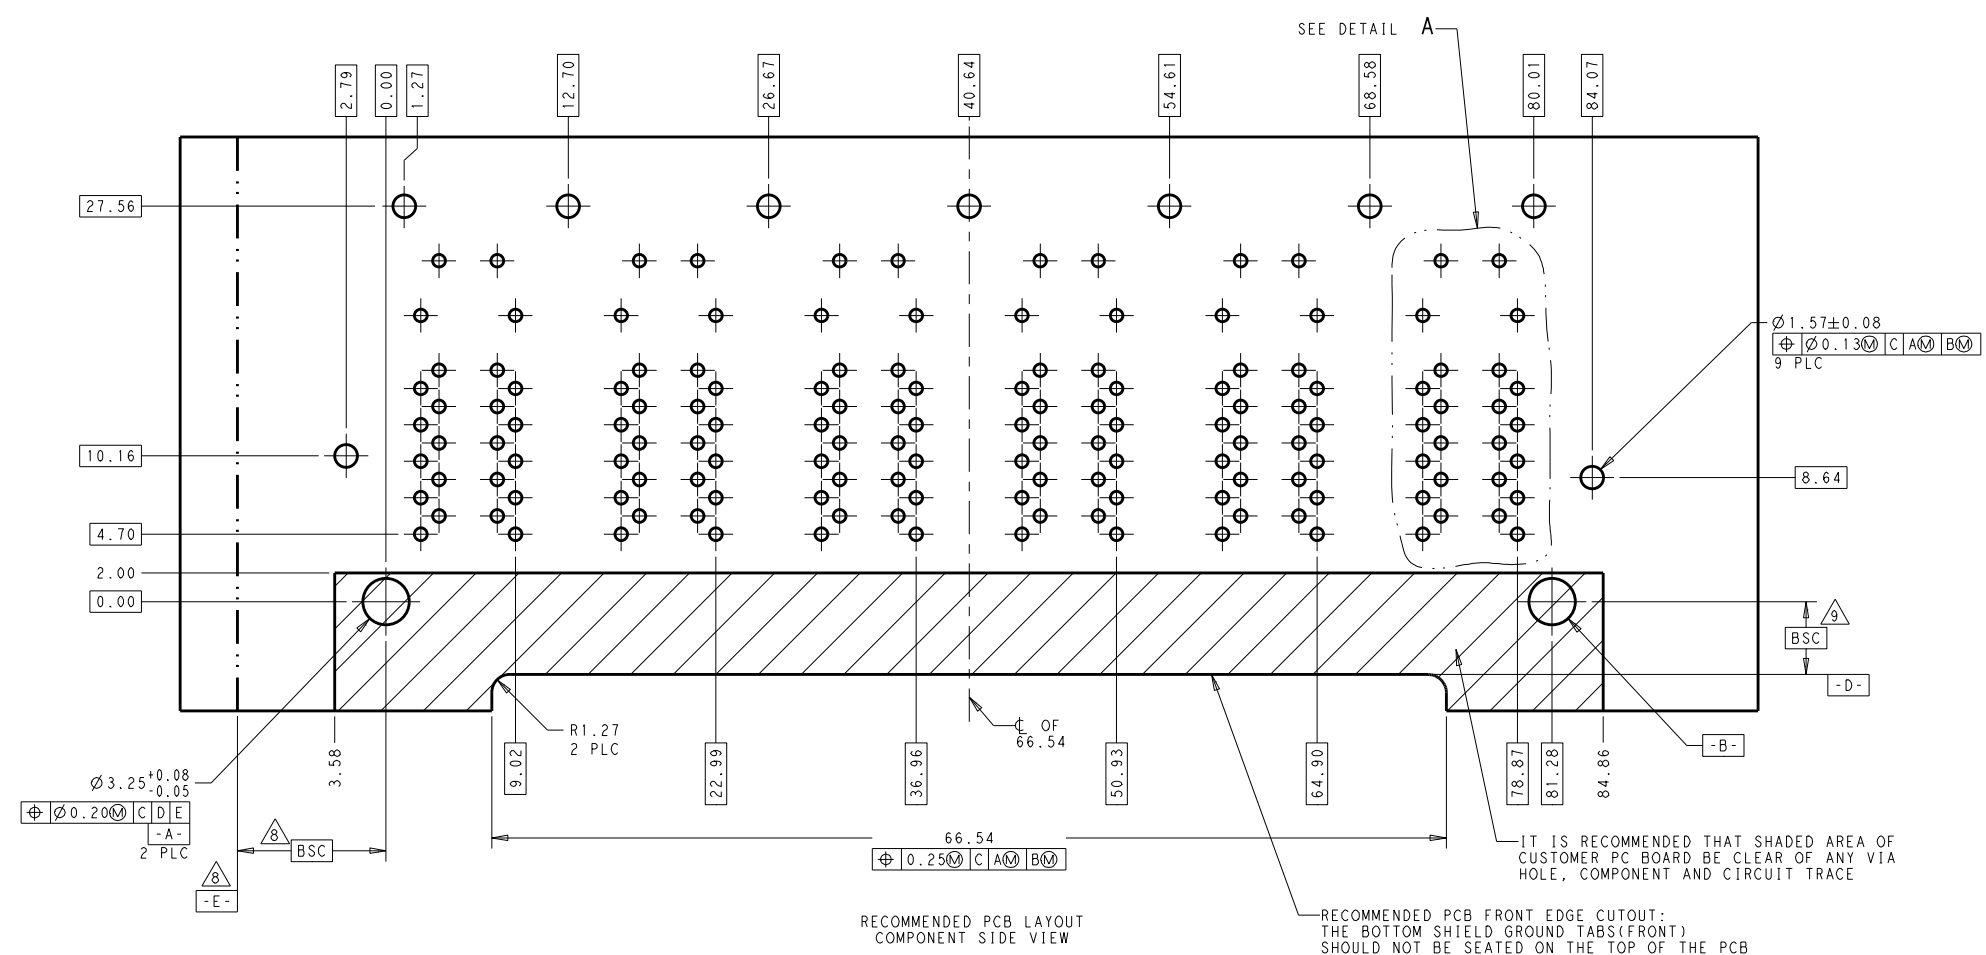 SEE DETAIL A
2.79
0.00
1.27
12.70
26.67
40.64
54.61
68.58
80.01
84.07
27.56
Ø1.57±0.08
⌖ Ø0.13Ⓜ C AⓂ BⓂ
9 PLC
10.16
8.64
4.70
2.00
0.00
9
BSC
-D-
R1.27
2 PLC
℄ OF
66.54
-B-
3.58
9.02
22.99
36.96
50.93
64.90
78.87
81.28
84.86
Ø3.25 +0.08
-0.05
⌖ Ø0.20Ⓜ C D E
-A-
2 PLC
8
BSC
8
-E-
66.54
⌖ 0.25Ⓜ C AⓂ BⓂ
IT IS RECOMMENDED THAT SHADED AREA OF
CUSTOMER PC BOARD BE CLEAR OF ANY VIA
HOLE, COMPONENT AND CIRCUIT TRACE
RECOMMENDED PCB LAYOUT
COMPONENT SIDE VIEW
RECOMMENDED PCB FRONT EDGE CUTOUT:
THE BOTTOM SHIELD GROUND TABS(FRONT)
SHOULD NOT BE SEATED ON THE TOP OF THE PCB